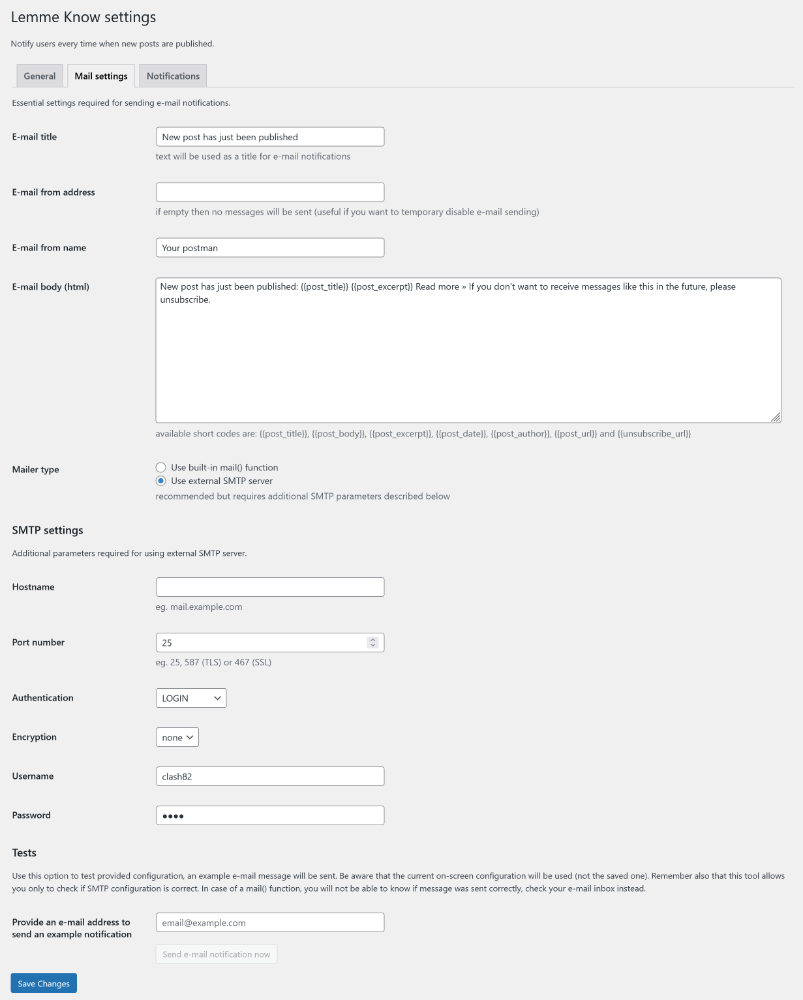 Lemme Know settings
Notify users every time when new posts are published.
General
Mail settings
Notifications
Essential settings required for sending e-mail notifications.
E-mail title
New post has just been published
text will be used as a title for e-mail notifications
E-mail from address
if empty then no messages will be sent (useful if you want to temporary disable e-mail sending)
E-mail from name
Your postman
E-mail body (html)
New post has just been published: {{post_title}} {{post_excerpt}} Read more » If you don't want to receive messages like this in the future, please
unsubscribe.
available short codes are: {{post_title}}, {{post_body}}, {{post_excerpt}}, {{post_date}}, {{post_author}}, {{post_url}} and {{unsubscribe_url}}
Mailer type
Use built-in mail() function
Use external SMTP server
recommended but requires additional SMTP parameters described below
SMTP settings
Additional parameters required for using external SMTP server.
Hostname
eg. mail.example.com
Port number
25
eg. 25, 587 (TLS) or 467 (SSL)
Authentication
LOGIN
Encryption
none
Username
clash82
Password
••••
Tests
Use this option to test provided configuration, an example e-mail message will be sent. Be aware that the current on-screen configuration will be used (not the saved one). Remember also that this tool allows
you only to check if SMTP configuration is correct. In case of a mail() function, you will not be able to know if message was sent correctly, check your e-mail inbox instead.
Provide an e-mail address to
send an example notification
email@example.com
Send e-mail notification now
Save Changes